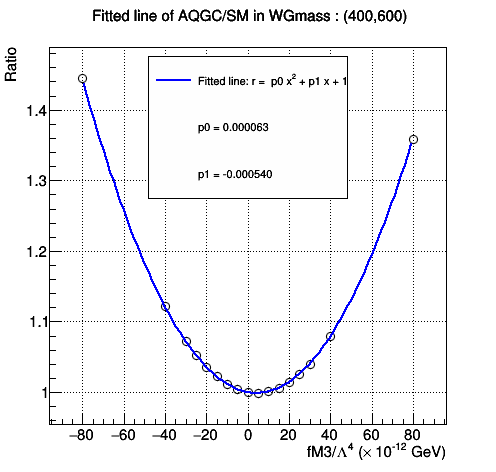 Fitted line of AQGC/SM in WGmass : (400,600)
Ratio
Fitted line: r = p0 x² + p1 x + 1
p0 = 0.000063
p1 = -0.000540
1.4
1.3
1.2
1.1
1
−80 −60 −40 −20 0 20 40 60 80
fM3/Λ⁴ (× 10⁻¹² GeV)